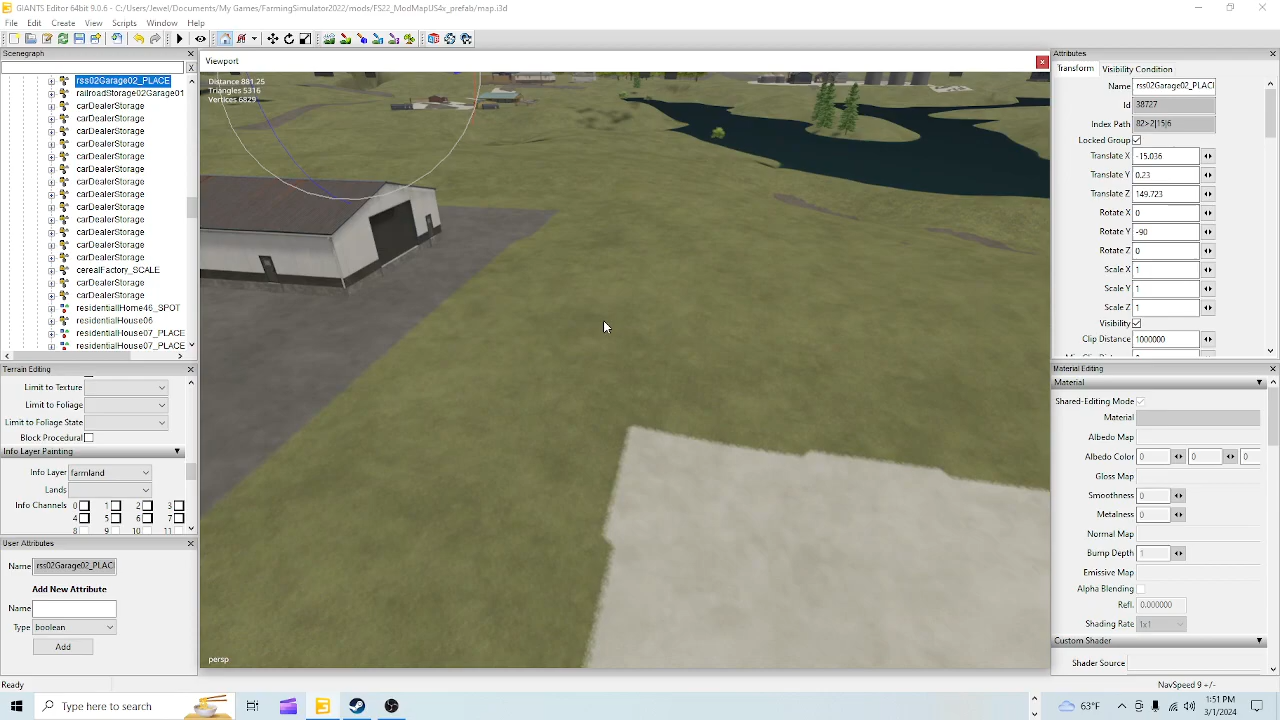 GIANTS Editor 64bit 9.0.6 - C:/Users/Jewel/Documents/My Games/FarmingSimulator2022/mods/FS22_ModMapUS4x_prefab/map.i3d
File Edit Create View Scripts Window Help
Scenegraph
X
rss02Garage02_PLACE
railroadStorage02Garage01
carDealerStorage
carDealerStorage
carDealerStorage
carDealerStorage
carDealerStorage
carDealerStorage
carDealerStorage
carDealerStorage
carDealerStorage
carDealerStorage
carDealerStorage
carDealerStorage
carDealerStorage
cerealFactory_SCALE
carDealerStorage
carDealerStorage
residentialHome46_SPOT
residentialHouse06
residentialHouse07_PLACE
residentialHouse07_PLACE
Terrain Editing
Limit to Texture
Limit to Foliage
Limit to Foliage State
Block Procedural
Info Layer Painting
Info Layer farmland
Lands
Info Channels 0 1 2 3
4 5 6 7
8 9 10 11
User Attributes
Name rss02Garage02_PLAC
Add New Attribute
Name
Type boolean
Add
Ready
Viewport
Distance 881.25
Triangles 5316
Vertices 6829
persp
Attributes
Transform Visibility Condition
Name rss02Garage02_PLACI
Id 38727
Index Path 82>2|15|6
Locked Group
Translate X -15.036
Translate Y 0.23
Translate Z 149.723
Rotate X 0
Rotate Y -90
Rotate Z 0
Scale X 1
Scale Y 1
Scale Z 1
Visibility
Clip Distance 1000000
Material Editing
Material
Shared-Editing Mode
Material
Albedo Map
Albedo Color 0 0 0
Gloss Map
Smoothness 0
Metalness 0
Normal Map
Bump Depth 1
Emissive Map
Alpha Blending
Refl. 0.000000
Shading Rate 1x1
Custom Shader
Shader Source
NavSpeed 9 +/-
Type here to search
69°F
1:51 PM
3/1/2024